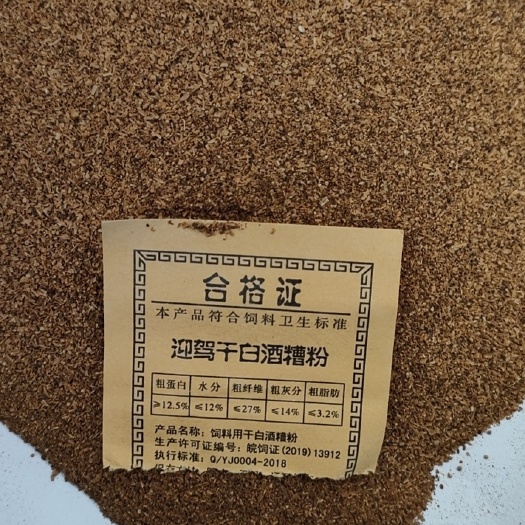 合格证
本产品符合饲料卫生标准
迎驾干白酒糟粉
粗蛋白 水分 粗纤维 粗灰分 粗脂肪
≥12.5% ≤12% ≤27% ≤14% ≤3.2%
产品名称: 饲料用干白酒糟粉
生产许可证编号: 皖饲证(2019)13912
执行标准: Q/YJ0004-2018